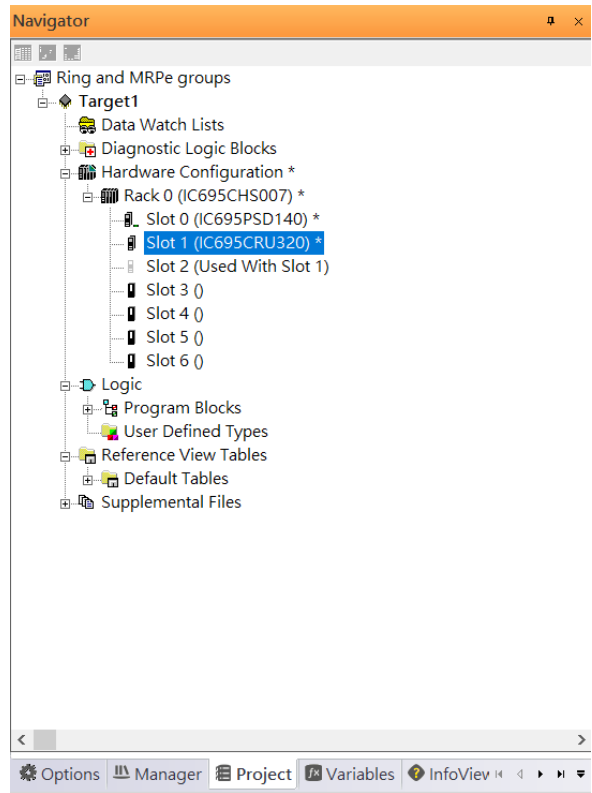 Navigator
Ring and MRPe groups
Target1
Data Watch Lists
Diagnostic Logic Blocks
Hardware Configuration *
Rack 0 (IC695CHS007) *
Slot 0 (IC695PSD140) *
Slot 1 (IC695CRU320) *
Slot 2 (Used With Slot 1)
Slot 3 ()
Slot 4 ()
Slot 5 ()
Slot 6 ()
Logic
Program Blocks
User Defined Types
Reference View Tables
Default Tables
Supplemental Files
Options Manager Project Variables InfoView